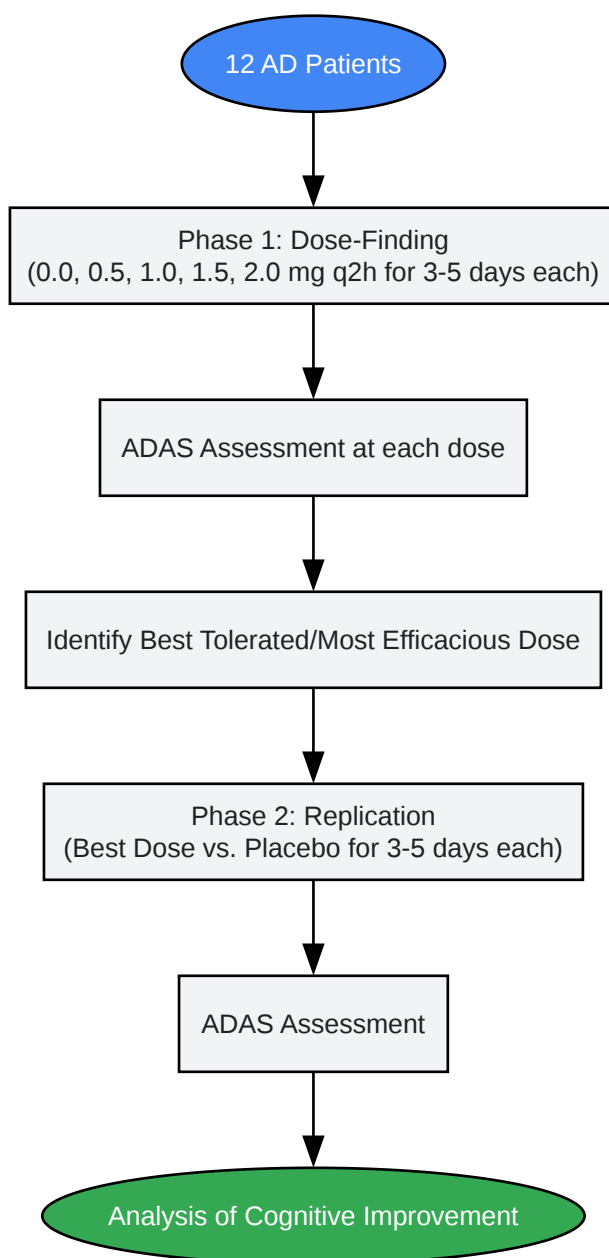 12 AD Patients
Phase 1: Dose-Finding
(0.0, 0.5, 1.0, 1.5, 2.0 mg q2h for 3-5 days each)
ADAS Assessment at each dose
Identify Best Tolerated/Most Efficacious Dose
Phase 2: Replication
(Best Dose vs. Placebo for 3-5 days each)
ADAS Assessment
Analysis of Cognitive Improvement